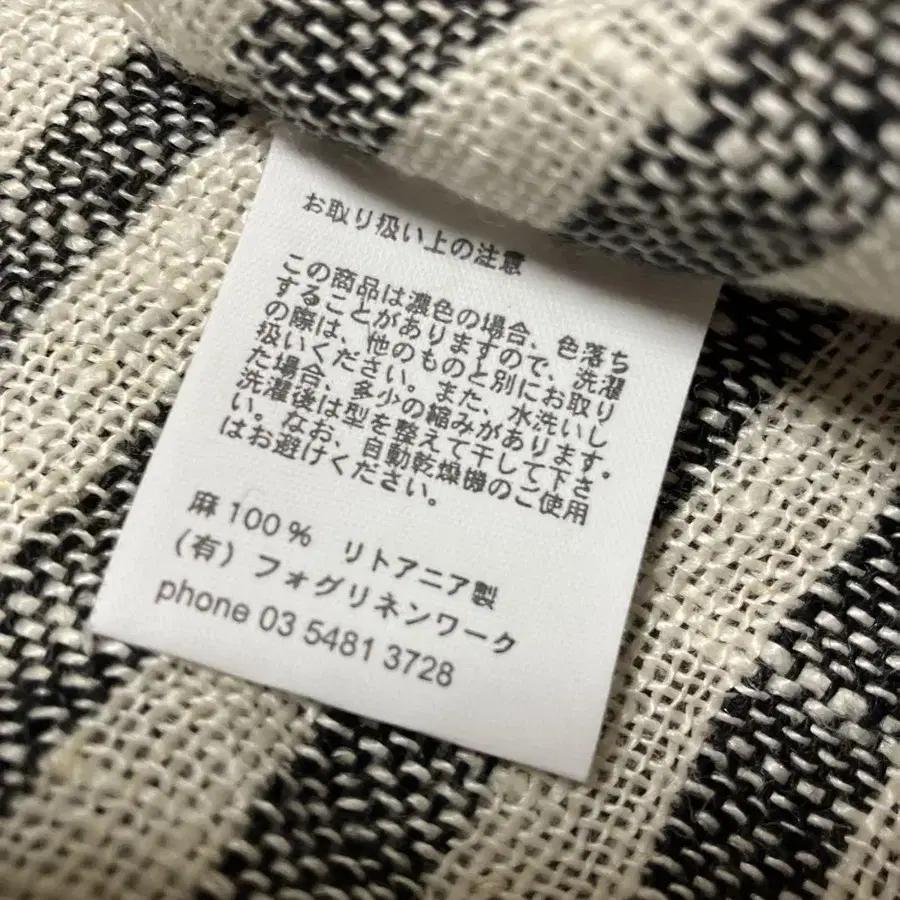 お取り扱い上の注意
この商品は濃色の場合、色落ち
することがありますので、洗濯
の際は、他のものと別にお取り
扱いください。また、水洗いし
た場合、多少の縮みがあります。
洗濯後は型を整えて干して下さ
い。なお、自動乾燥機のご使用
はお避けください。
麻 100 % リトアニア製
(有) フォグリネンワーク
phone 03 5481 3728